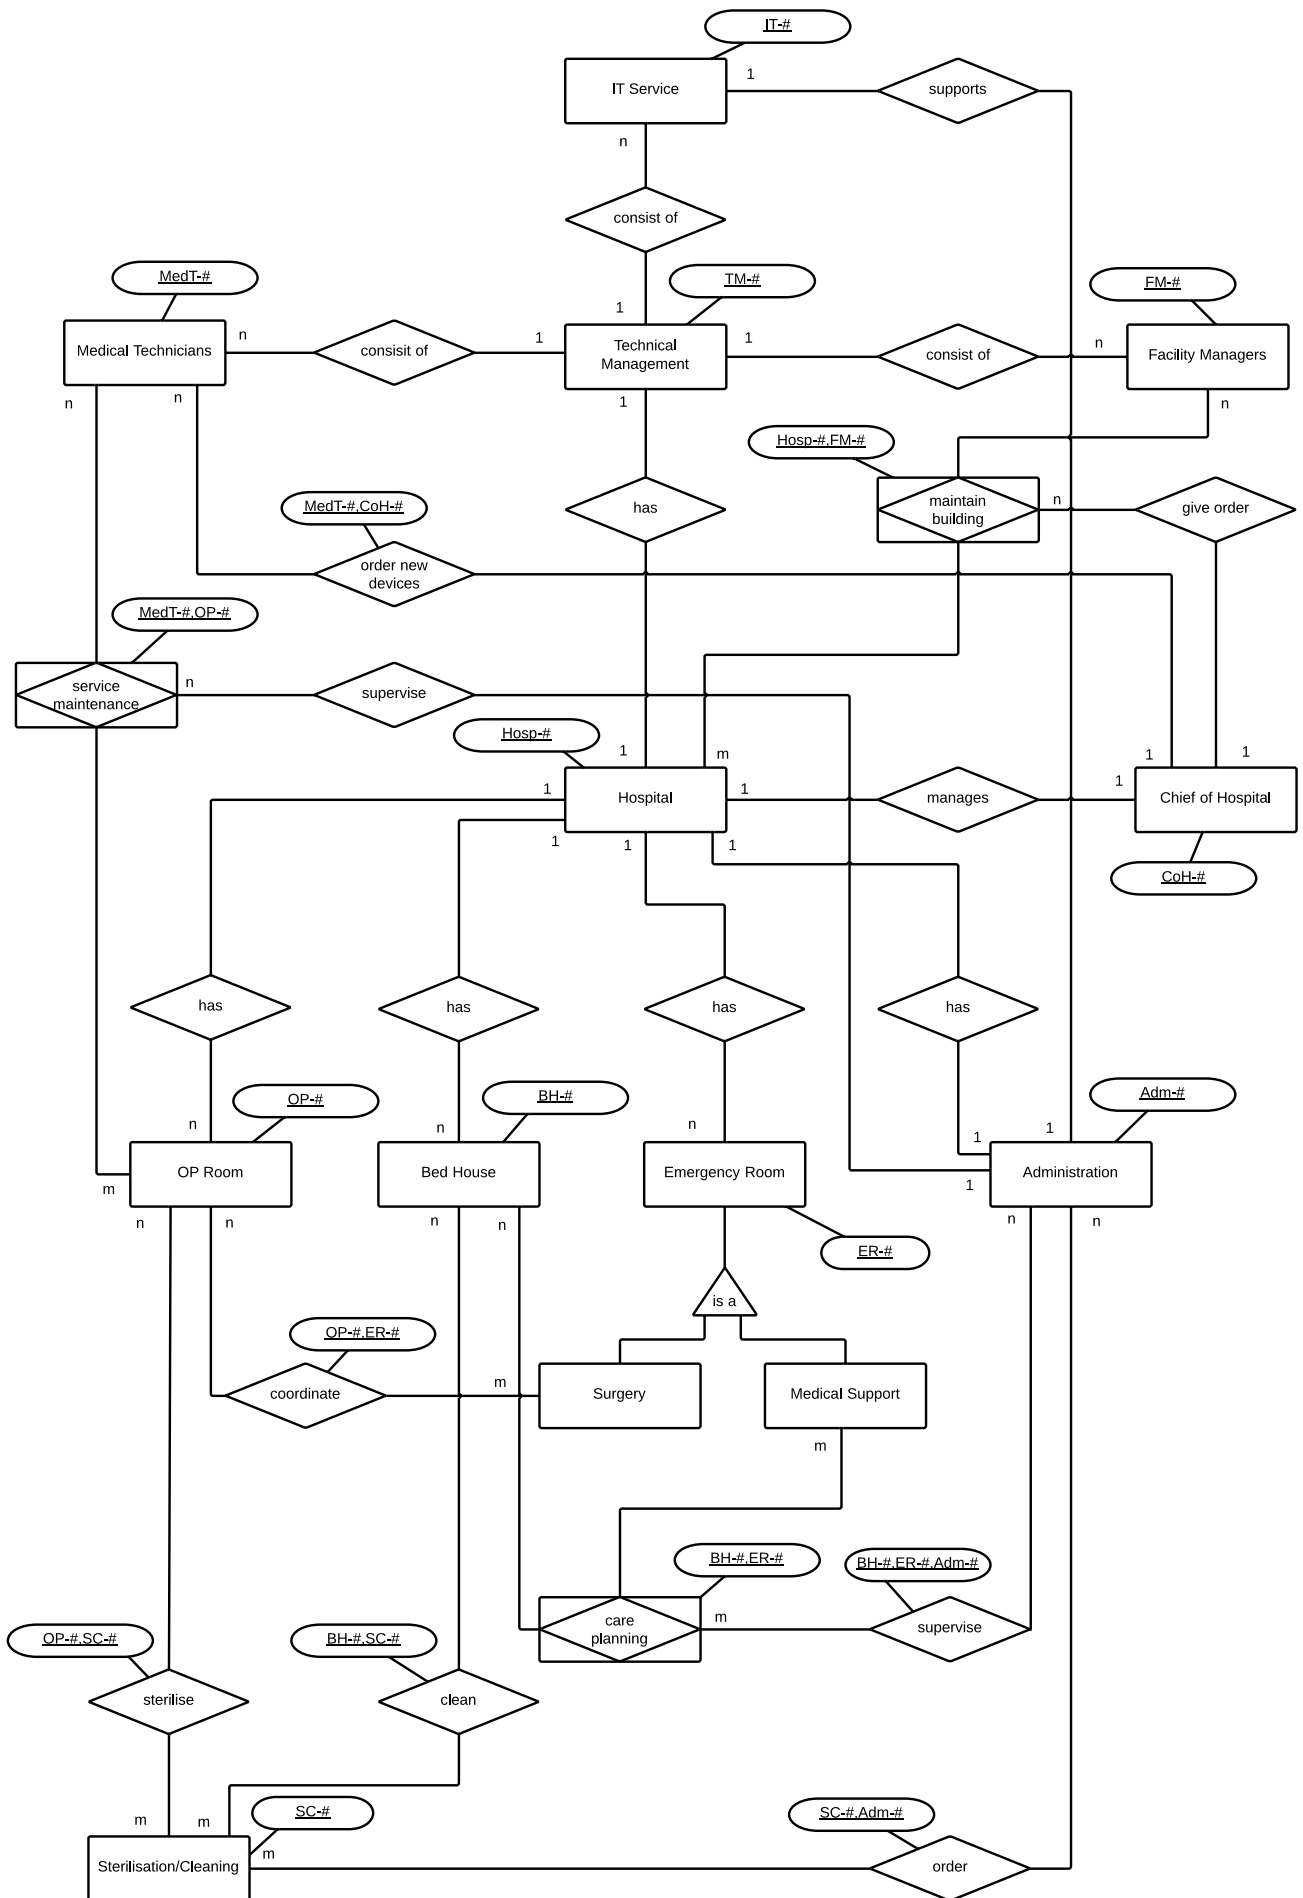 IT-#
IT Service
1
supports
n
consist of
MedT-#
TM-#
FM-#
1
Medical Technicians
n
consisit of
1
Technical
Management
1
consist of
n
Facility Managers
n
n
1
n
Hosp-#,FM-#
MedT-#,CoH-#
has
maintain
building
n
give order
order new
devices
MedT-#,OP-#
service
maintenance
n
supervise
Hosp-#
1
m
1
1
1
Hospital
1
manages
1
Chief of Hospital
1
1
1
CoH-#
has
has
has
has
OP-#
BH-#
Adm-#
n
n
n
1
1
OP Room
Bed House
Emergency Room
Administration
m
1
n
n
n
n
n
n
ER-#
is a
OP-#,ER-#
coordinate
m
Surgery
Medical Support
m
BH-#,ER-#
BH-#,ER-#,Adm-#
care
planning
m
supervise
OP-#,SC-#
BH-#,SC-#
sterilise
clean
SC-#
SC-#,Adm-#
m
m
m
Sterilisation/Cleaning
order